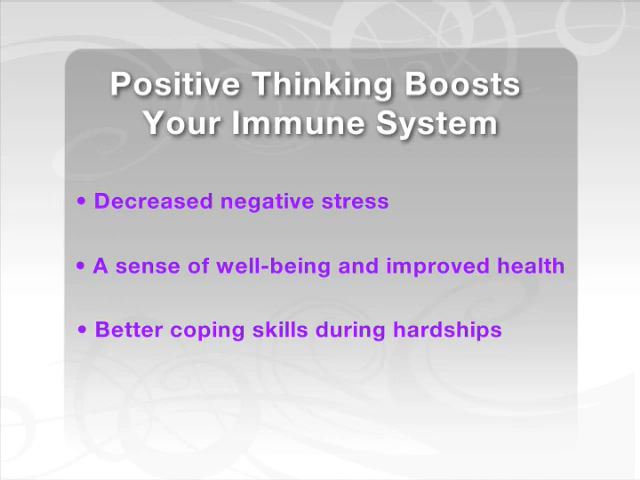 Positive Thinking Boosts
Your Immune System
• Decreased negative stress
• A sense of well-being and improved health
• Better coping skills during hardships